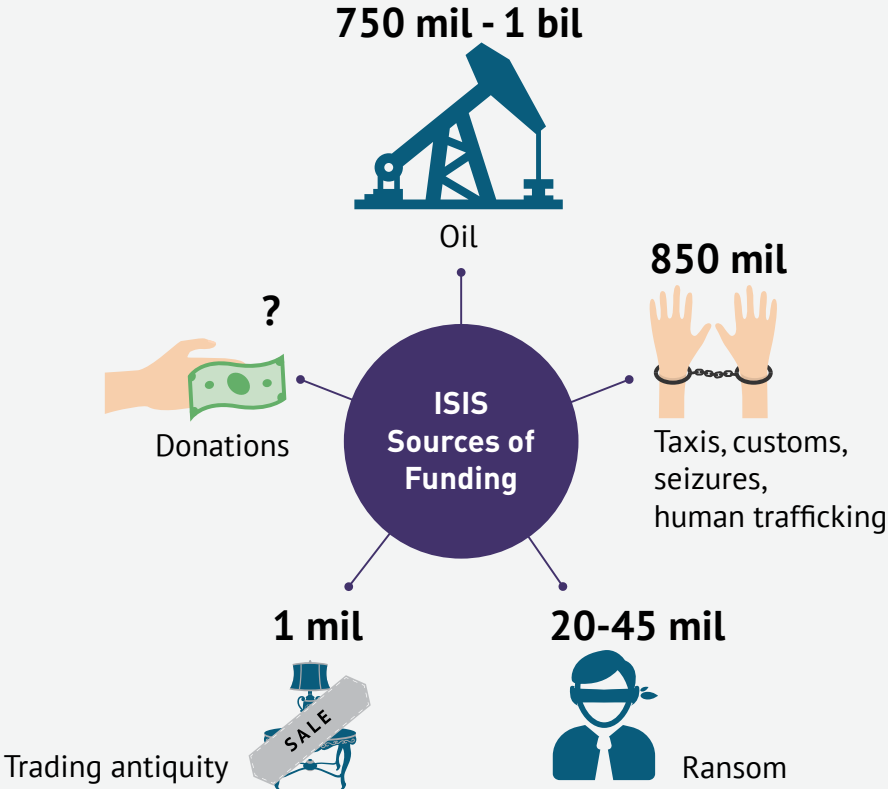 750 mil - 1 bil
Oil
850 mil
Taxis, customs,
seizures,
human trafficking
?
Donations
ISIS
Sources of
Funding
1 mil
SALE
Trading antiquity
20-45 mil
Ransom